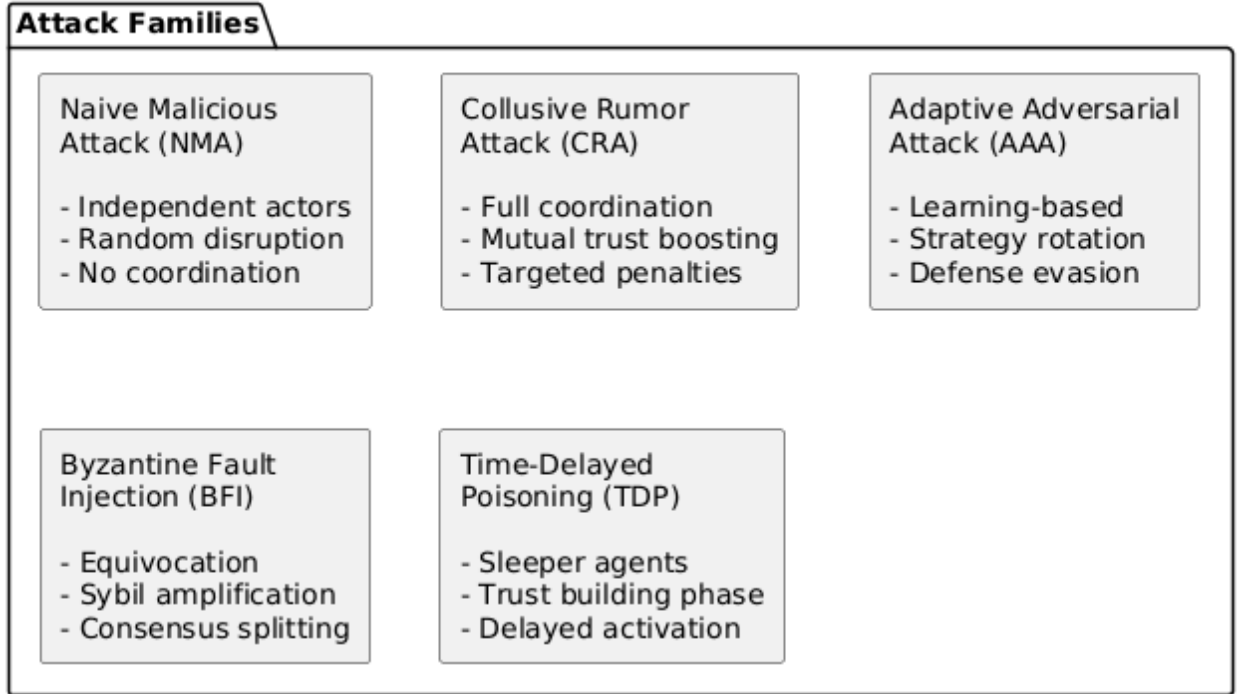 Attack Families
Naive Malicious
Attack (NMA)
- Independent actors
- Random disruption
- No coordination
Collusive Rumor
Attack (CRA)
- Full coordination
- Mutual trust boosting
- Targeted penalties
Adaptive Adversarial
Attack (AAA)
- Learning-based
- Strategy rotation
- Defense evasion
Byzantine Fault
Injection (BFI)
- Equivocation
- Sybil amplification
- Consensus splitting
Time-Delayed
Poisoning (TDP)
- Sleeper agents
- Trust building phase
- Delayed activation